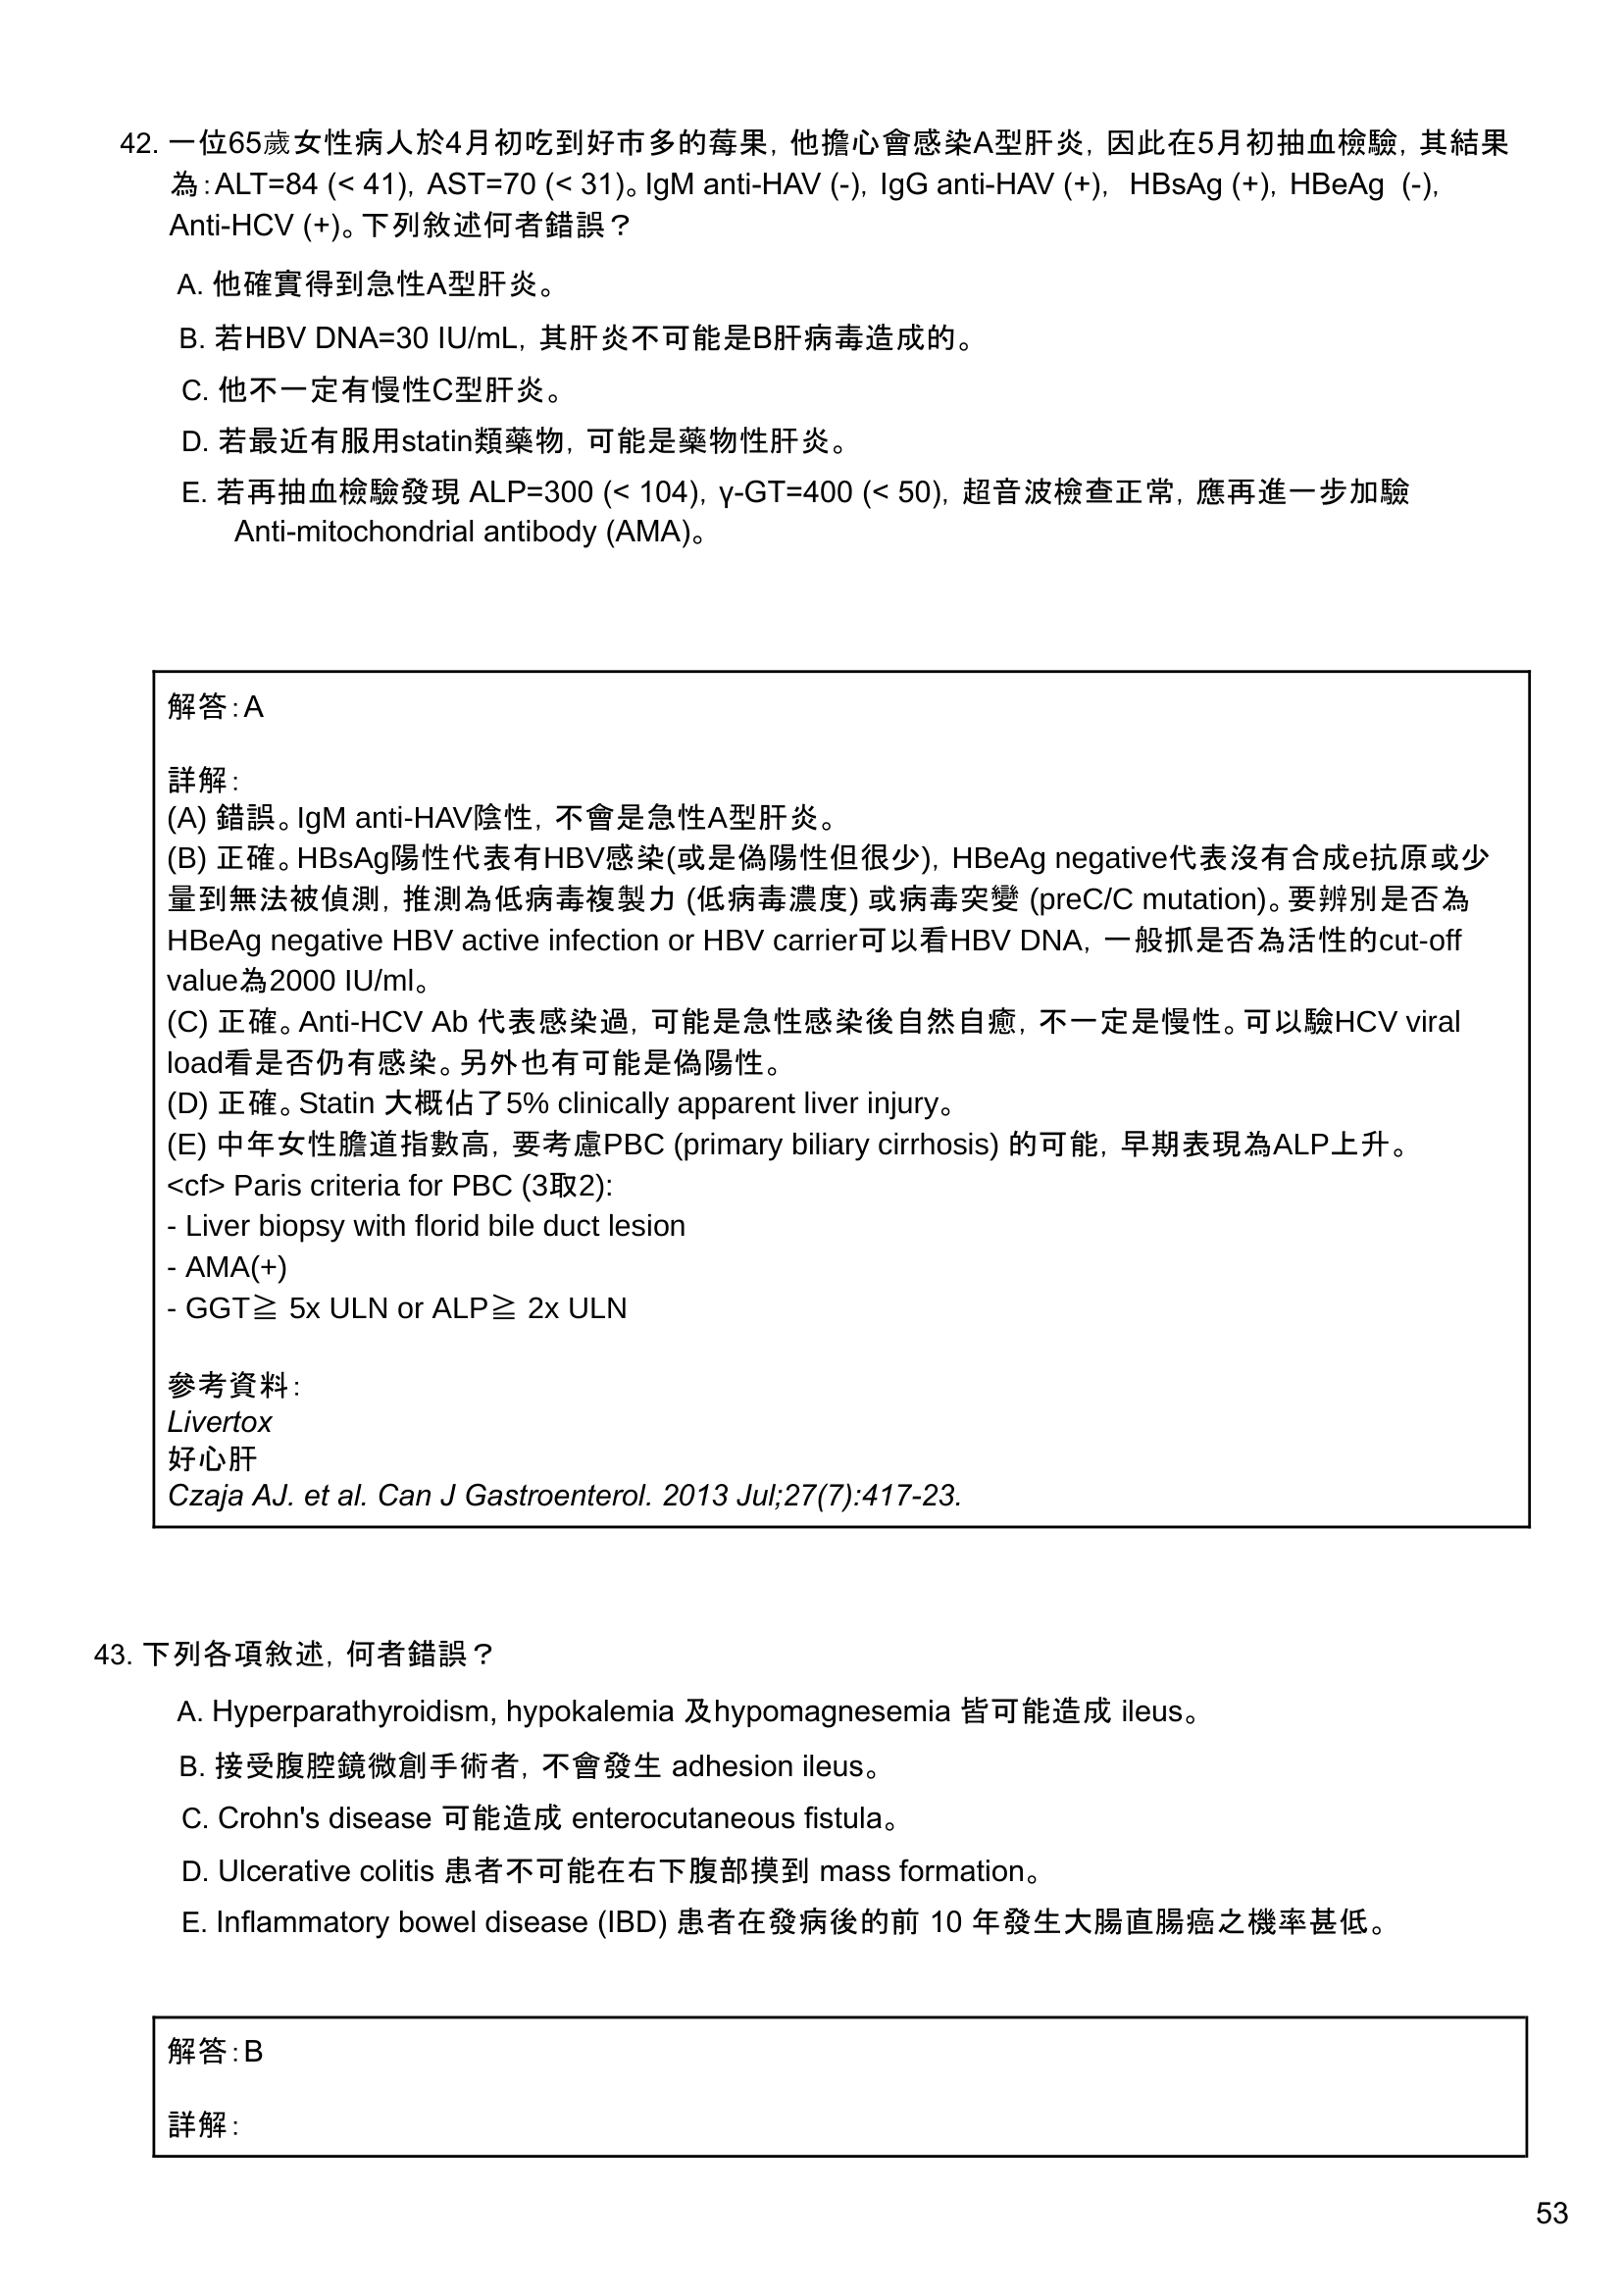 42. 一位65歲女性病人於4月初吃到好市多的莓果，他擔心會感染A型肝炎，因此在5月初抽血檢驗，其結果
為：ALT=84 (< 41)，AST=70 (< 31)。IgM anti-HAV (-)，IgG anti-HAV (+)， HBsAg (+)，HBeAg (-)，
Anti-HCV (+)。下列敘述何者錯誤？
A. 他確實得到急性A型肝炎。
B. 若HBV DNA=30 IU/mL，其肝炎不可能是B肝病毒造成的。
C. 他不一定有慢性C型肝炎。
D. 若最近有服用statin類藥物，可能是藥物性肝炎。
E. 若再抽血檢驗發現 ALP=300 (< 104)，γ-GT=400 (< 50)，超音波檢查正常，應再進一步加驗
Anti-mitochondrial antibody (AMA)。
解答：A
詳解：
(A) 錯誤。IgM anti-HAV陰性，不會是急性A型肝炎。
(B) 正確。HBsAg陽性代表有HBV感染(或是偽陽性但很少)，HBeAg negative代表沒有合成e抗原或少
量到無法被偵測，推測為低病毒複製力 (低病毒濃度) 或病毒突變 (preC/C mutation)。要辨別是否為
HBeAg negative HBV active infection or HBV carrier可以看HBV DNA，一般抓是否為活性的cut-off
value為2000 IU/ml。
(C) 正確。Anti-HCV Ab 代表感染過，可能是急性感染後自然自癒，不一定是慢性。可以驗HCV viral
load看是否仍有感染。另外也有可能是偽陽性。
(D) 正確。Statin 大概佔了5% clinically apparent liver injury。
(E) 中年女性膽道指數高，要考慮PBC (primary biliary cirrhosis) 的可能，早期表現為ALP上升。
<cf> Paris criteria for PBC (3取2):
- Liver biopsy with florid bile duct lesion
- AMA(+)
- GGT≧ 5x ULN or ALP≧ 2x ULN
參考資料：
Livertox
好心肝
Czaja AJ. et al. Can J Gastroenterol. 2013 Jul;27(7):417-23.
43. 下列各項敘述，何者錯誤？
A. Hyperparathyroidism, hypokalemia 及hypomagnesemia 皆可能造成 ileus。
B. 接受腹腔鏡微創手術者，不會發生 adhesion ileus。
C. Crohn's disease 可能造成 enterocutaneous fistula。
D. Ulcerative colitis 患者不可能在右下腹部摸到 mass formation。
E. Inflammatory bowel disease (IBD) 患者在發病後的前 10 年發生大腸直腸癌之機率甚低。
解答：B
詳解：
53